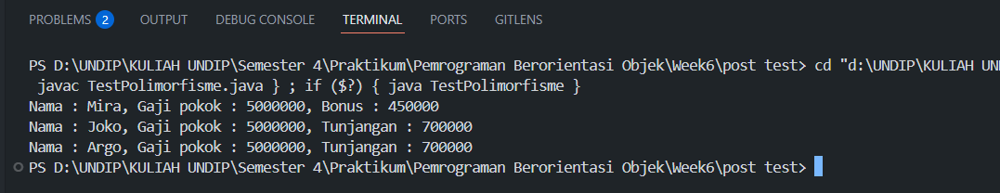 PROBLEMS 2 OUTPUT DEBUG CONSOLE TERMINAL PORTS GITLENS
PS D:\UNDIP\KULIAH UNDIP\Semester 4\Praktikum\Pemrograman Berorientasi Objek\Week6\post test> cd "d:\UNDIP\KULIAH UN
javac TestPolimorfisme.java } ; if ($?) { java TestPolimorfisme }
Nama : Mira, Gaji pokok : 5000000, Bonus : 450000
Nama : Joko, Gaji pokok : 5000000, Tunjangan : 700000
Nama : Argo, Gaji pokok : 5000000, Tunjangan : 700000
PS D:\UNDIP\KULIAH UNDIP\Semester 4\Praktikum\Pemrograman Berorientasi Objek\Week6\post test>